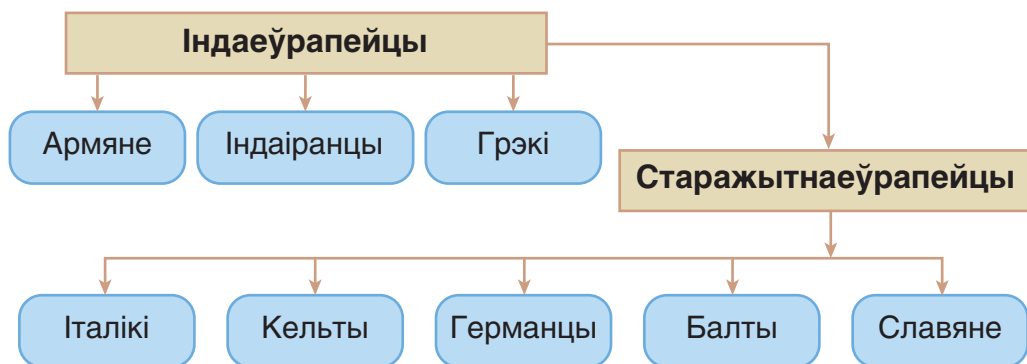 Індаеўрапейцы
Армяне
Індаіранцы
Грэкі
Старажытнаеўрапейцы
Італікі
Кельты
Германцы
Балты
Славяне